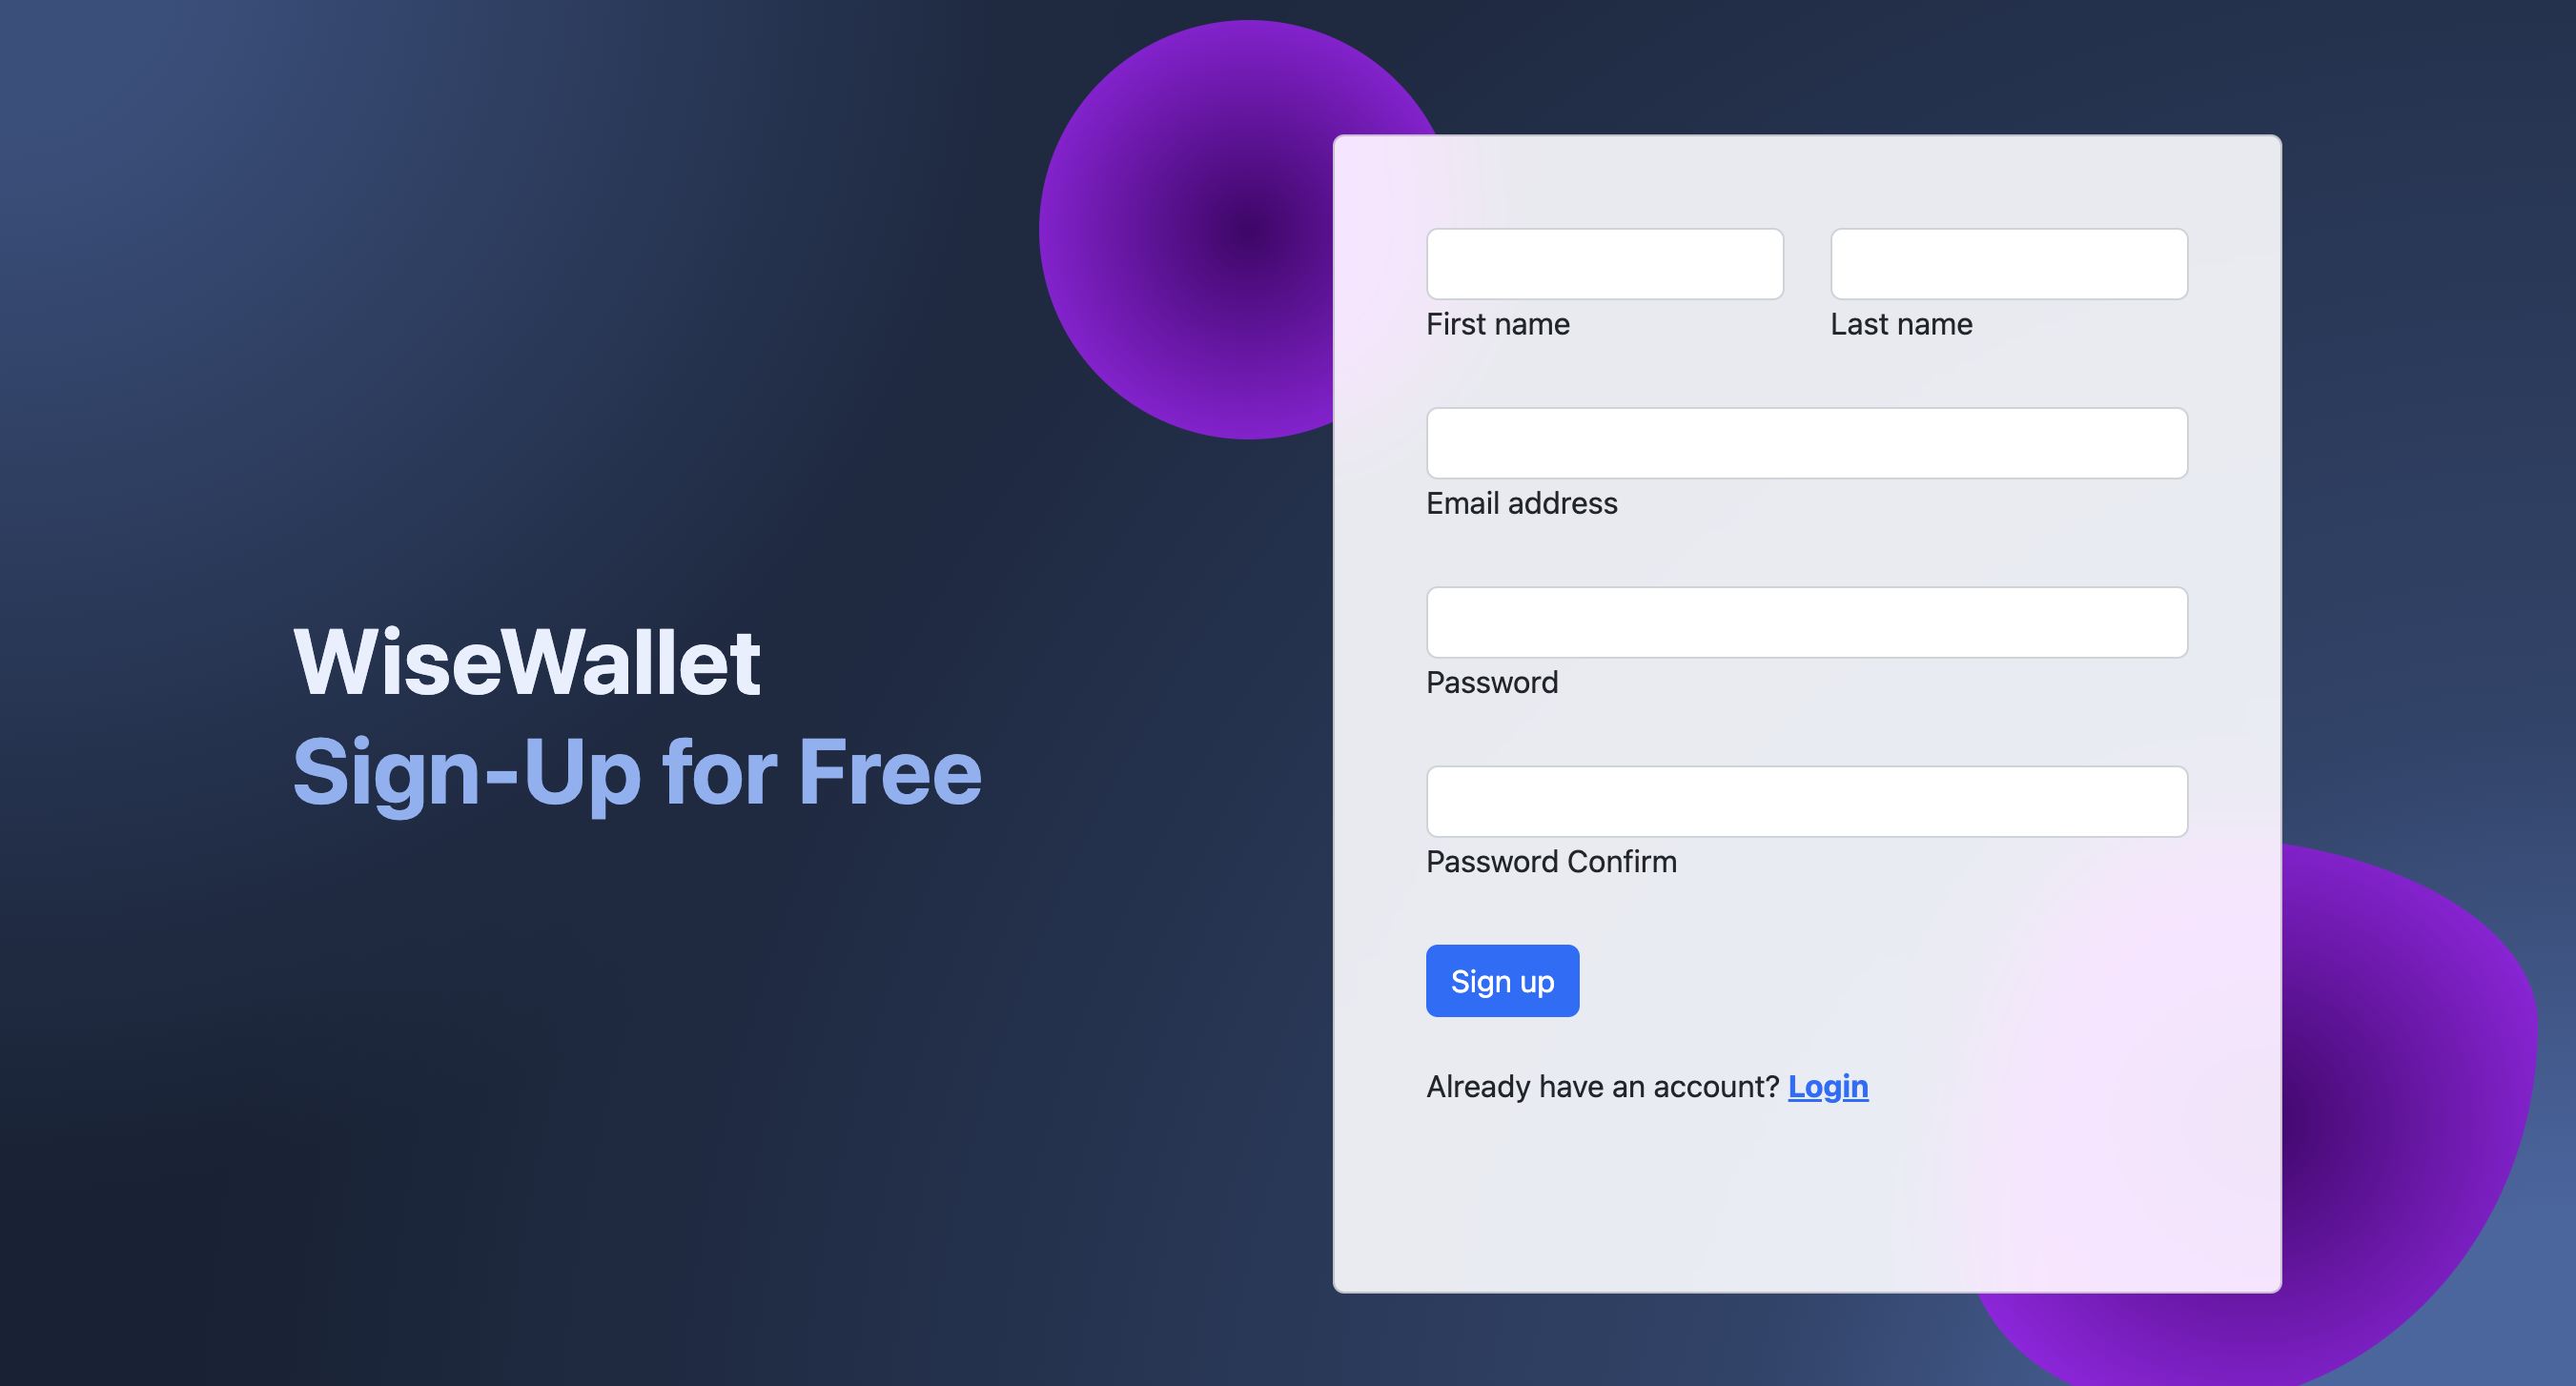 WiseWallet
Sign-Up for Free
First name
Last name
Email address
Password
Password Confirm
Sign up
Already have an account? Login